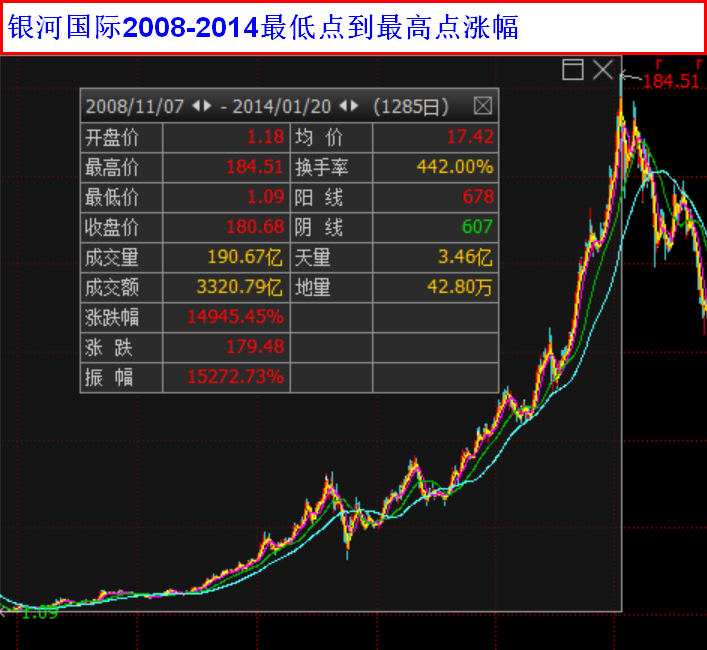 银河国际2008-2014最低点到最高点涨幅
184.51
2008/11/07 - 2014/01/20 (1285日)
开盘价 1.18 均 价 17.42
最高价 184.51 换手率 442.00%
最低价 1.09 阳 线 678
收盘价 180.68 阴 线 607
成交量 190.67亿 天量 3.46亿
成交额 3320.79亿 地量 42.80万
涨跌幅 14945.45%
涨 跌 179.48
振 幅 15272.73%
1.09